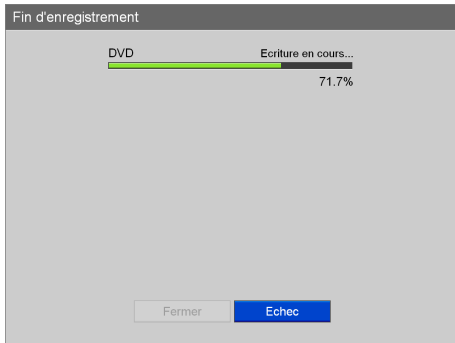 Fin d'enregistrement
DVD Ecriture en cours...
71.7%
Fermer Echec